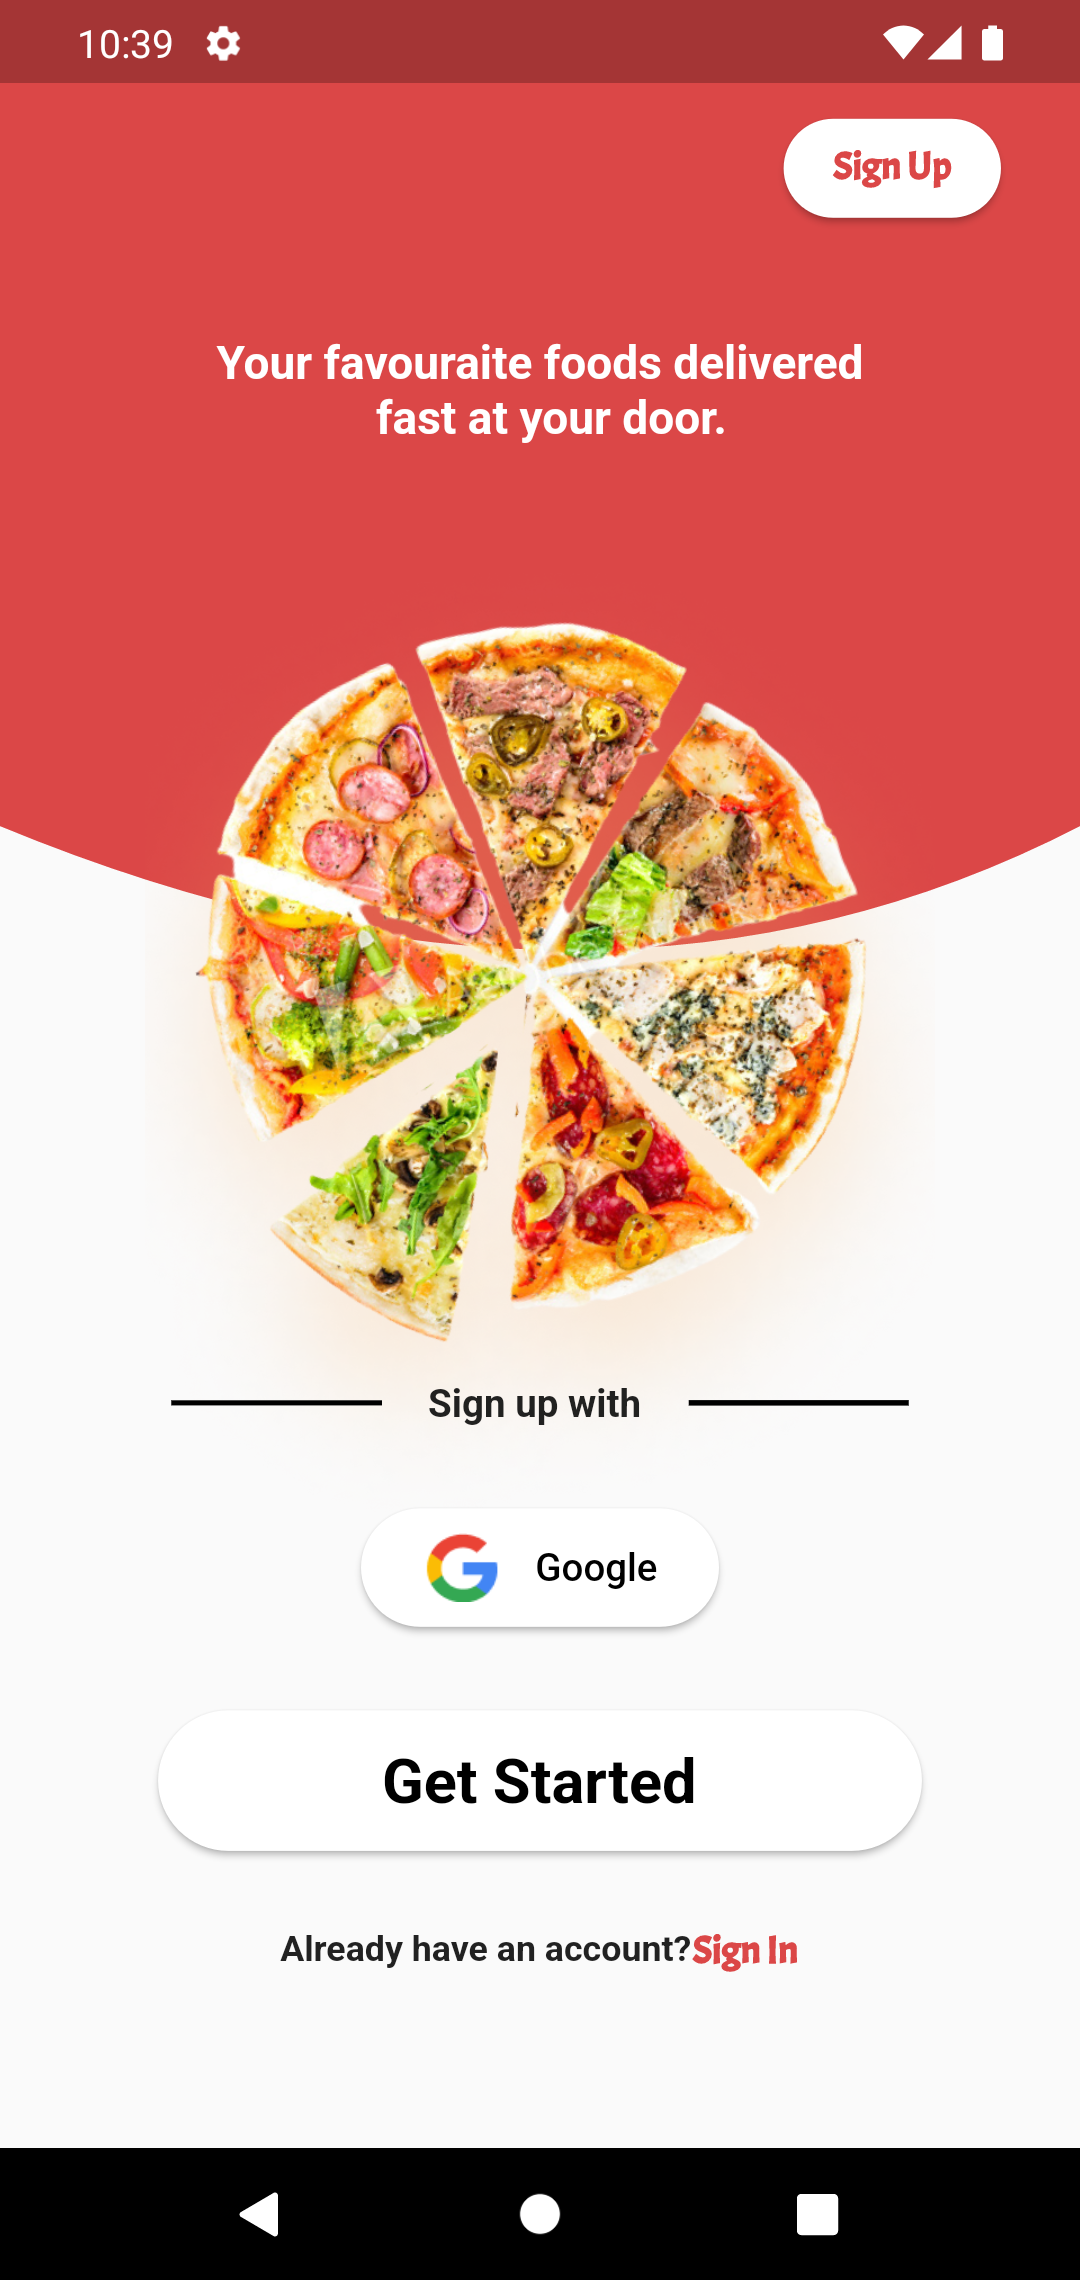 10:39
Sign Up
Your favouraite foods delivered
fast at your door.
Sign up with
Google
Get Started
Already have an account?Sign In